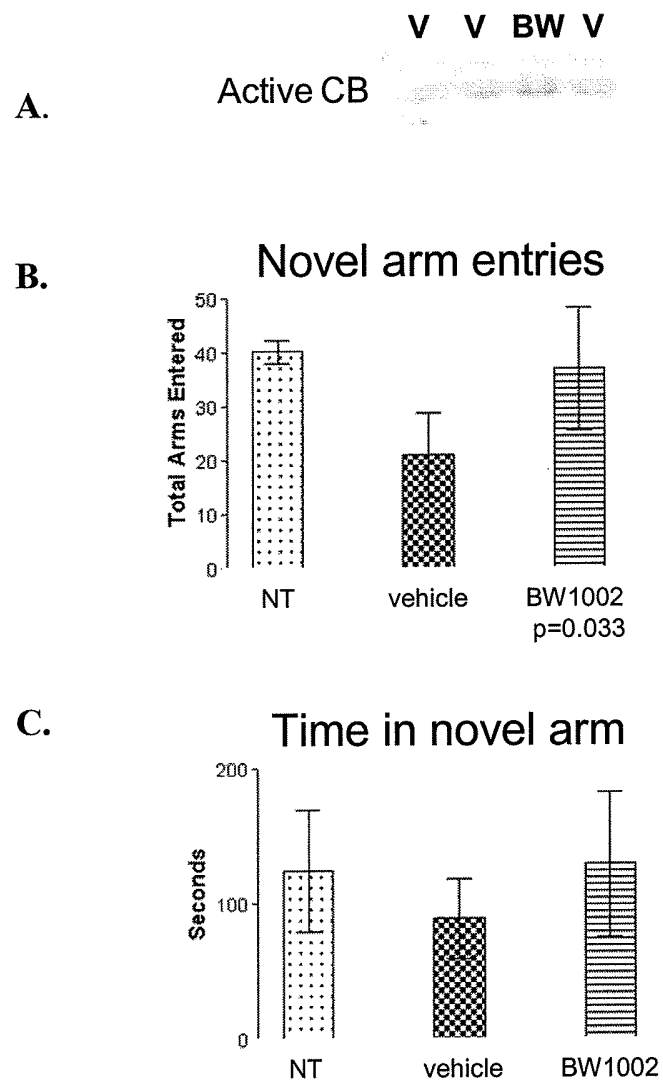 V V BW V
Active CB
A.
Novel arm entries
B.
50
40
30
20
10
0
Total Arms Entered
NT vehicle BW1002
p=0.033
C.
Time in novel arm
200
100
0
Seconds
NT vehicle BW1002